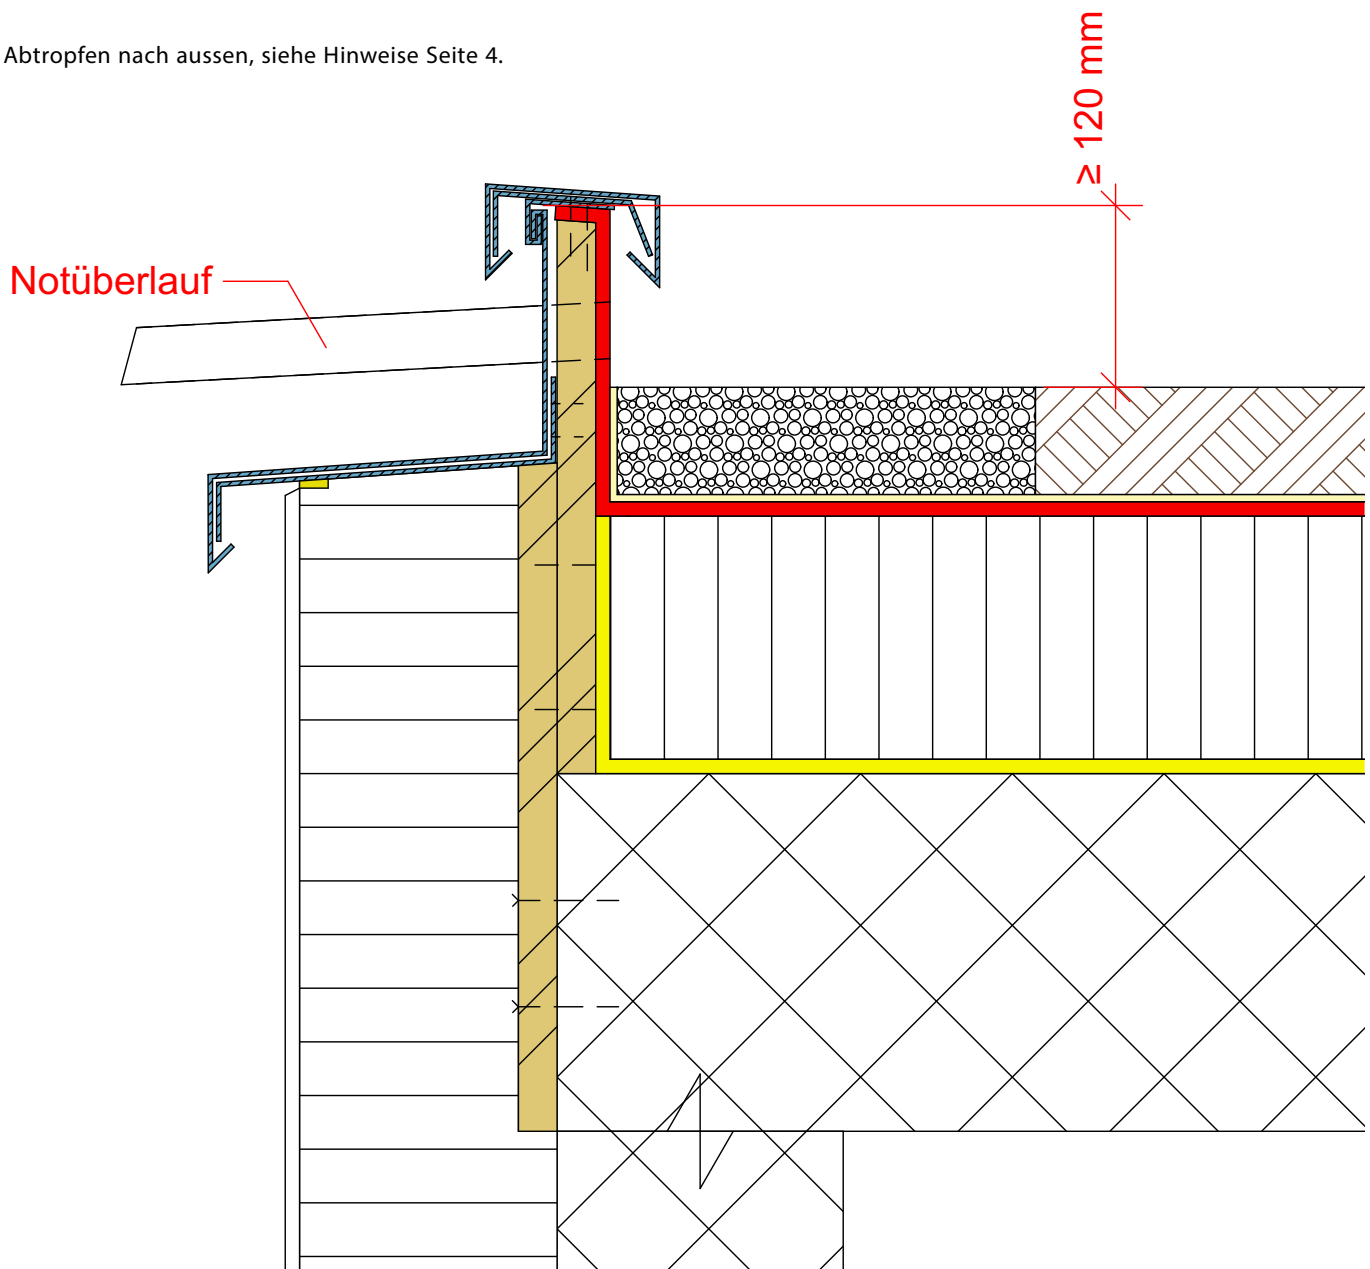 Abtropfen nach aussen, siehe Hinweise Seite 4.
≥ 120 mm
Notüberlauf